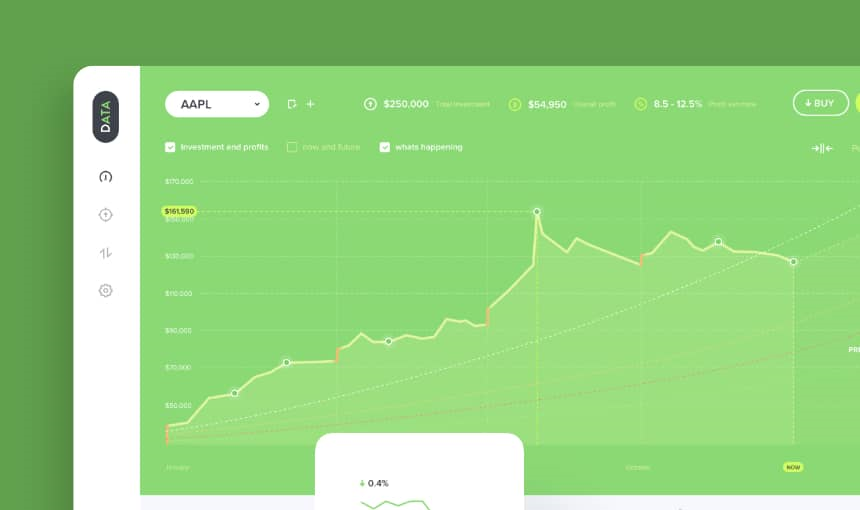 DATA
AAPL
$250,000 Total investment
$54,950 Overall profit
8.5 - 12.5% Profit estimate
BUY
Investment and profits
now and future
whats happening
$170,000
$161,590
$150,000
$130,000
$110,000
$90,000
$70,000
$50,000
January
October
NOW
0.4%